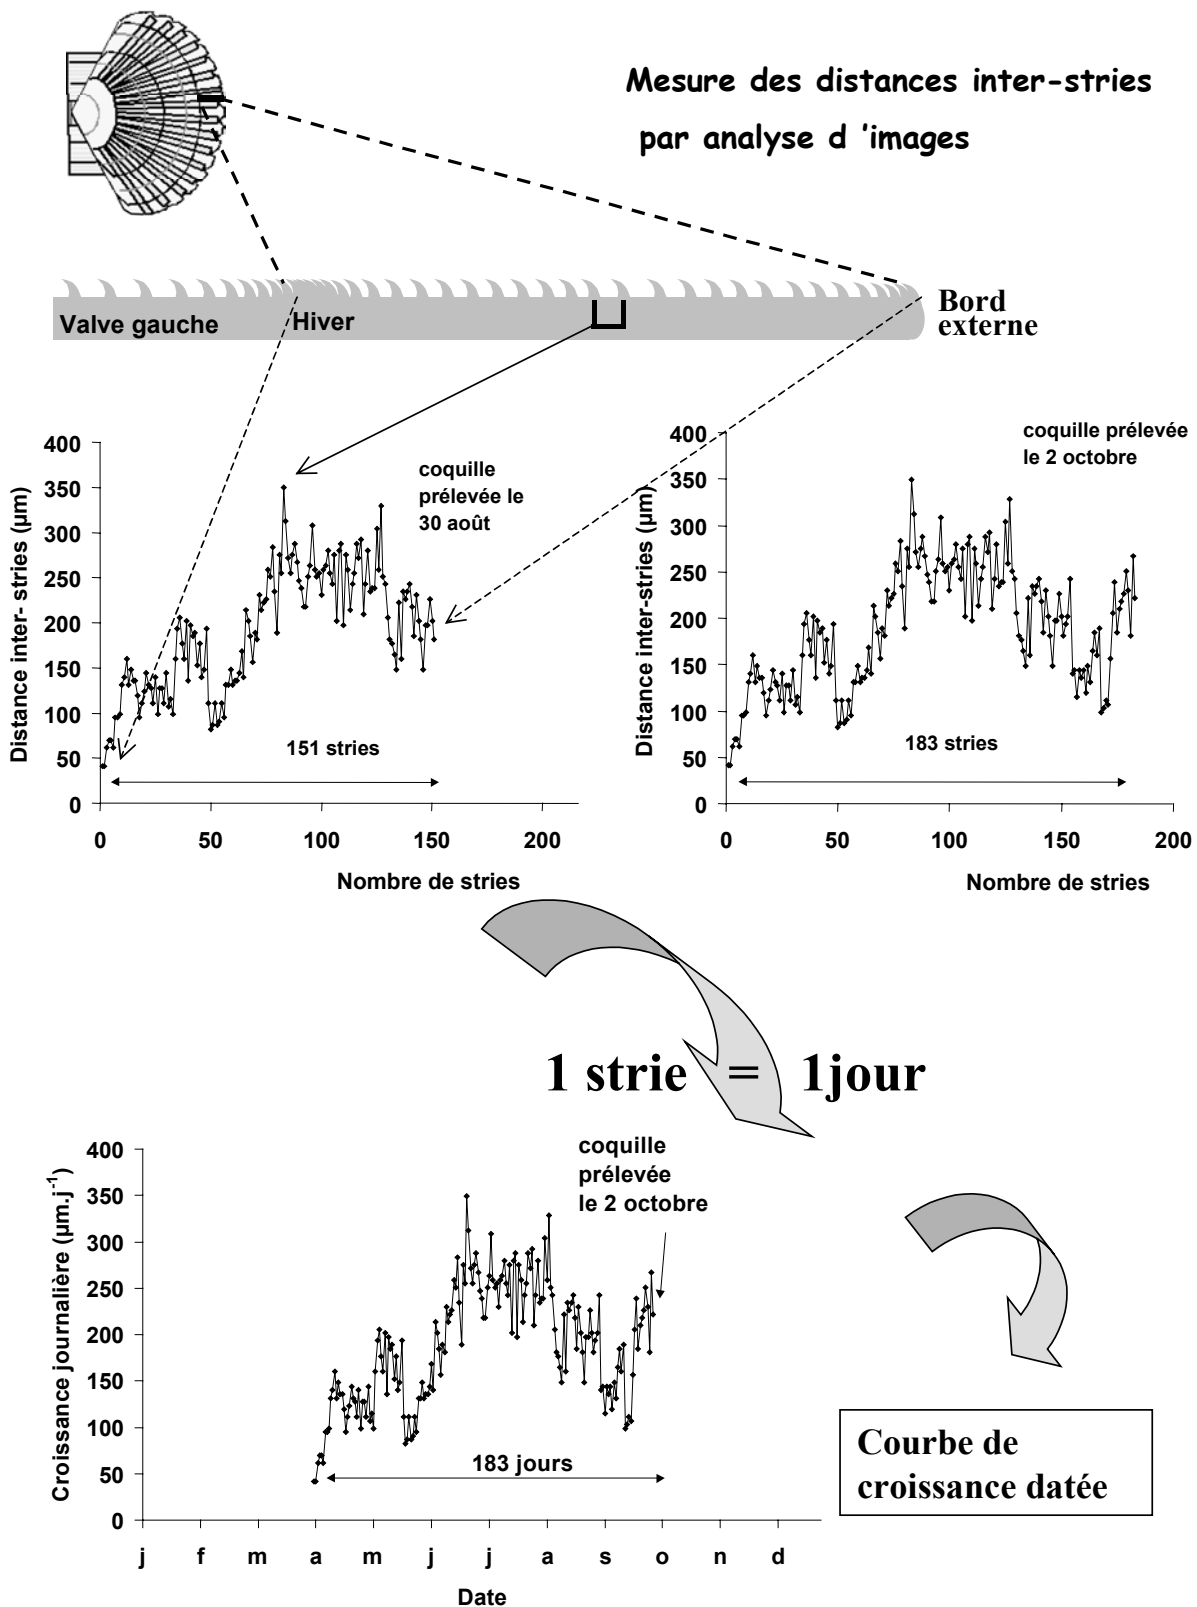 Mesure des distances inter-stries
par analyse d 'images
Valve gauche
Hiver
Bord
externe
Distance inter- stries (µm)
400
350
300
250
200
150
100
50
0
coquille
prélevée le
30 août
151 stries
0 50 100 150 200
Nombre de stries
Distance inter-stries (µm)
400
350
300
250
200
150
100
50
0
coquille prélevée
le 2 octobre
183 stries
0 50 100 150 200
Nombre de stries
1 strie = 1jour
Croissance journalière (µm.j⁻¹)
400
350
300
250
200
150
100
50
0
coquille
prélevée
le 2 octobre
183 jours
j f m a m j j a s o n d
Date
Courbe de
croissance datée